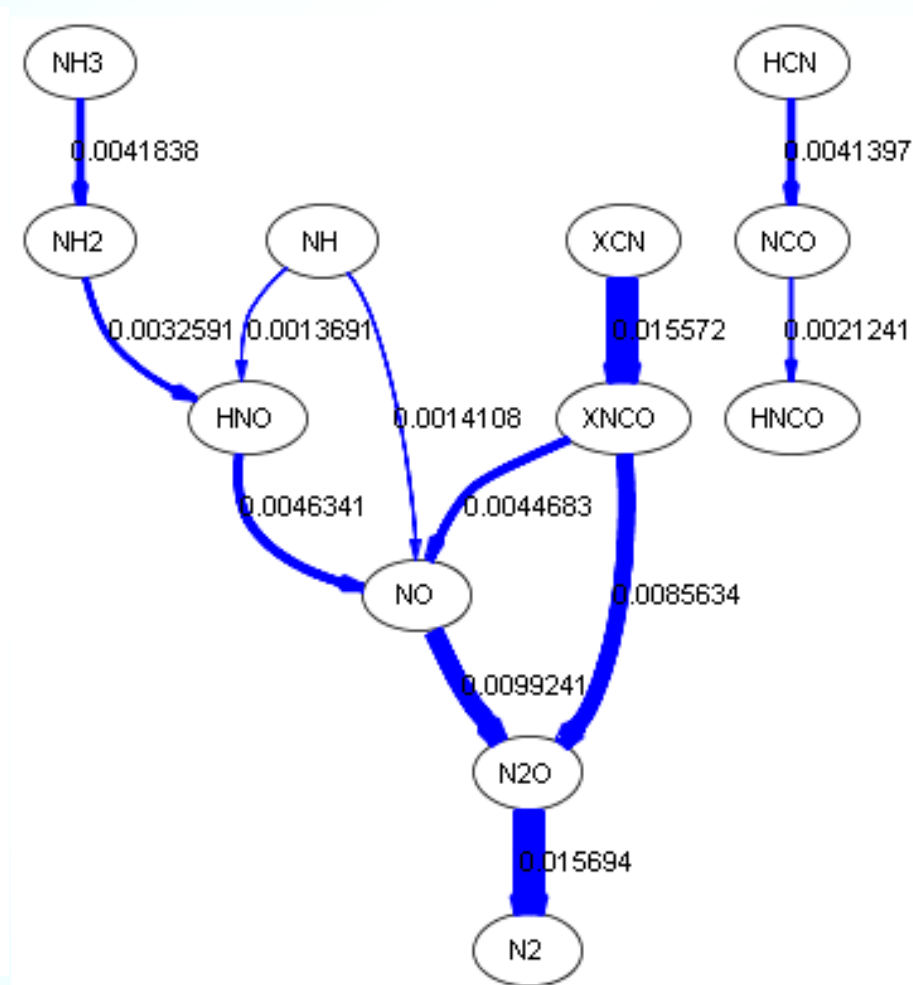 NH3
HCN
0.0041838
0.0041397
NH2
NH
XCN
NCO
0.0032591
0.0013691
0.015572
0.0021241
HNO
0.0014108
XNCO
HNCO
0.0046341
0.0044683
NO
0.0085634
0.0099241
N2O
0.015694
N2